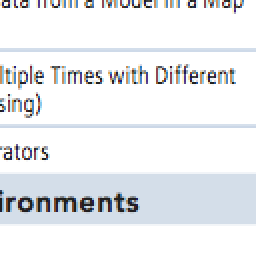 ata from a Model in a Map
ltiple Times with Different
sing)
rators
ironments